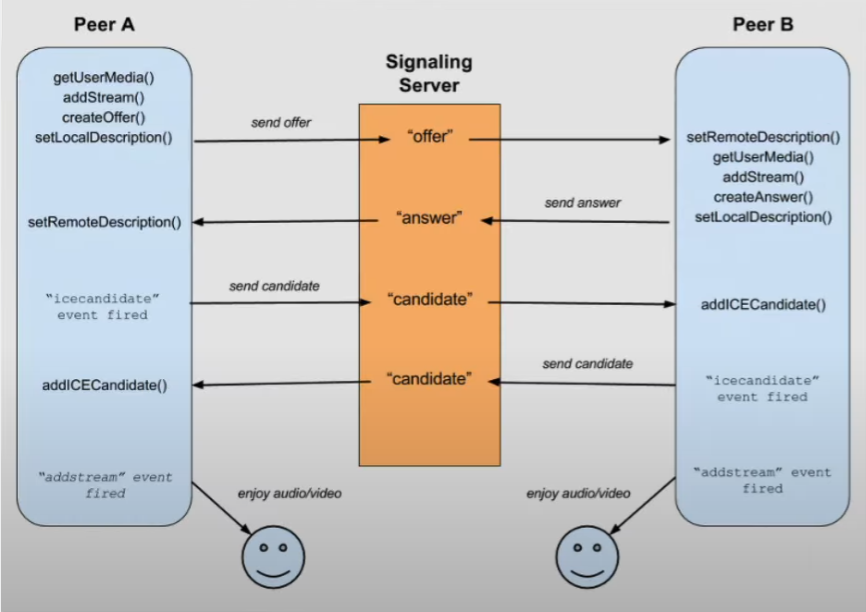 Peer A
Peer B
Signaling
Server
getUserMedia()
addStream()
createOffer()
setLocalDescription()
send offer
“offer”
setRemoteDescription()
getUserMedia()
addStream()
createAnswer()
setLocalDescription()
send answer
“answer”
setRemoteDescription()
“icecandidate”
event fired
send candidate
“candidate”
addICECandidate()
send candidate
“candidate”
addICECandidate()
“icecandidate”
event fired
“addstream” event
fired
enjoy audio/video
enjoy audio/video
“addstream” event
fired